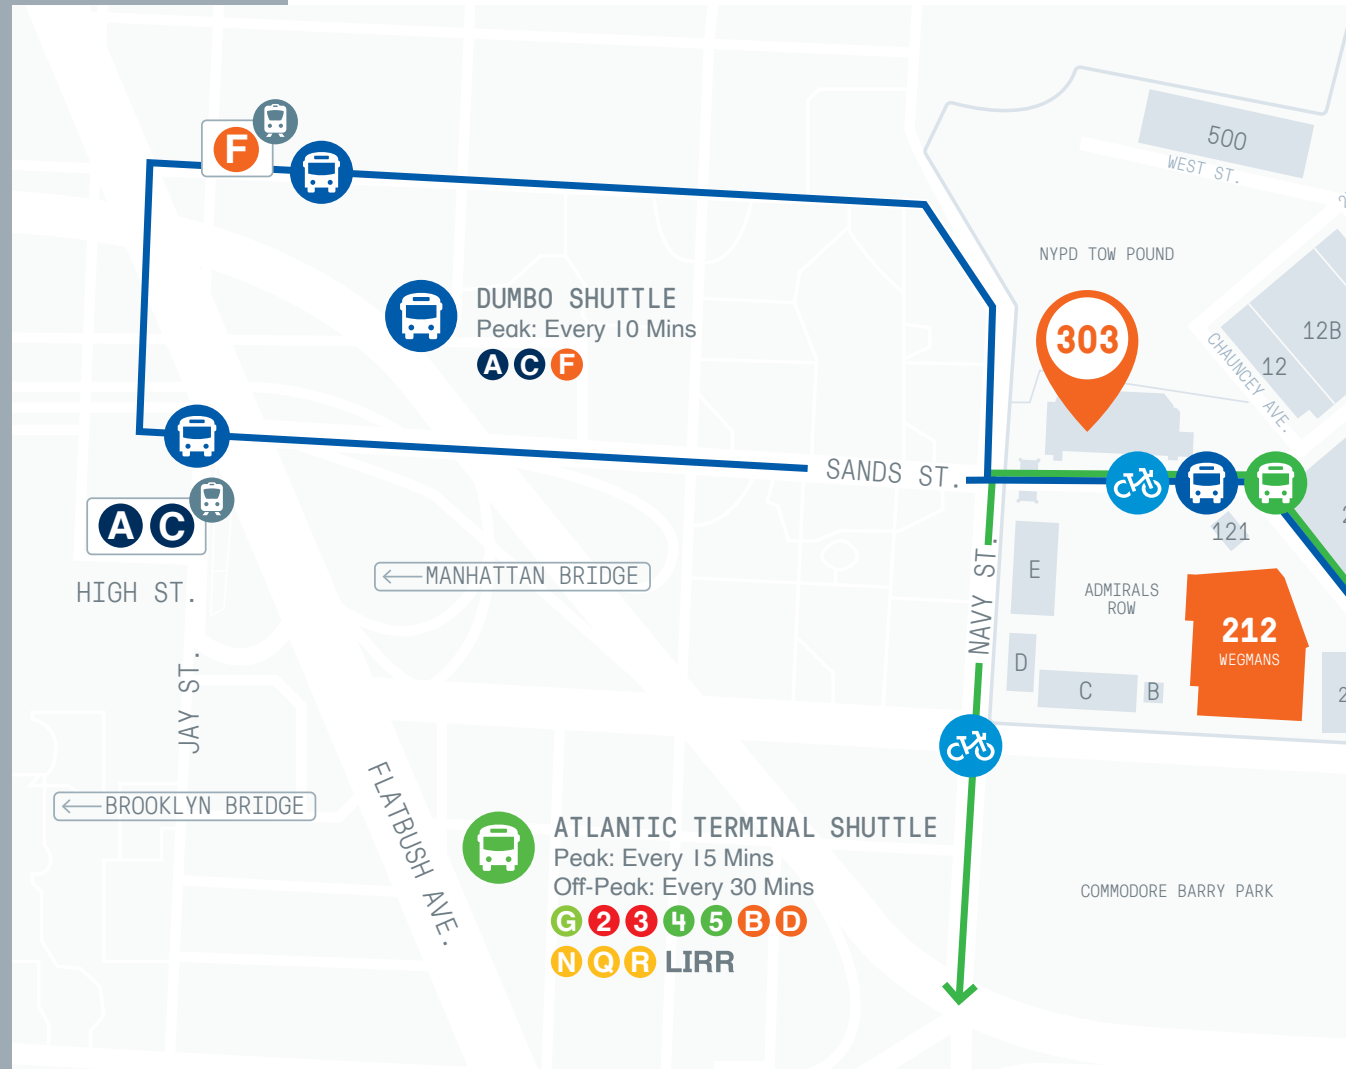 500
WEST ST.
F
NYPD TOW POUND
303
DUMBO SHUTTLE
Peak: Every 10 Mins
A C F
12B
12
CHAUNCEY AVE.
SANDS ST.
A C
HIGH ST.
121
MANHATTAN BRIDGE
NAVY ST.
E
ADMIRALS
ROW
212
WEGMANS
D
C
B
JAY ST.
BROOKLYN BRIDGE
FLATBUSH AVE.
ATLANTIC TERMINAL SHUTTLE
Peak: Every 15 Mins
Off-Peak: Every 30 Mins
G 2 3 4 5 B D
N Q R LIRR
COMMODORE BARRY PARK